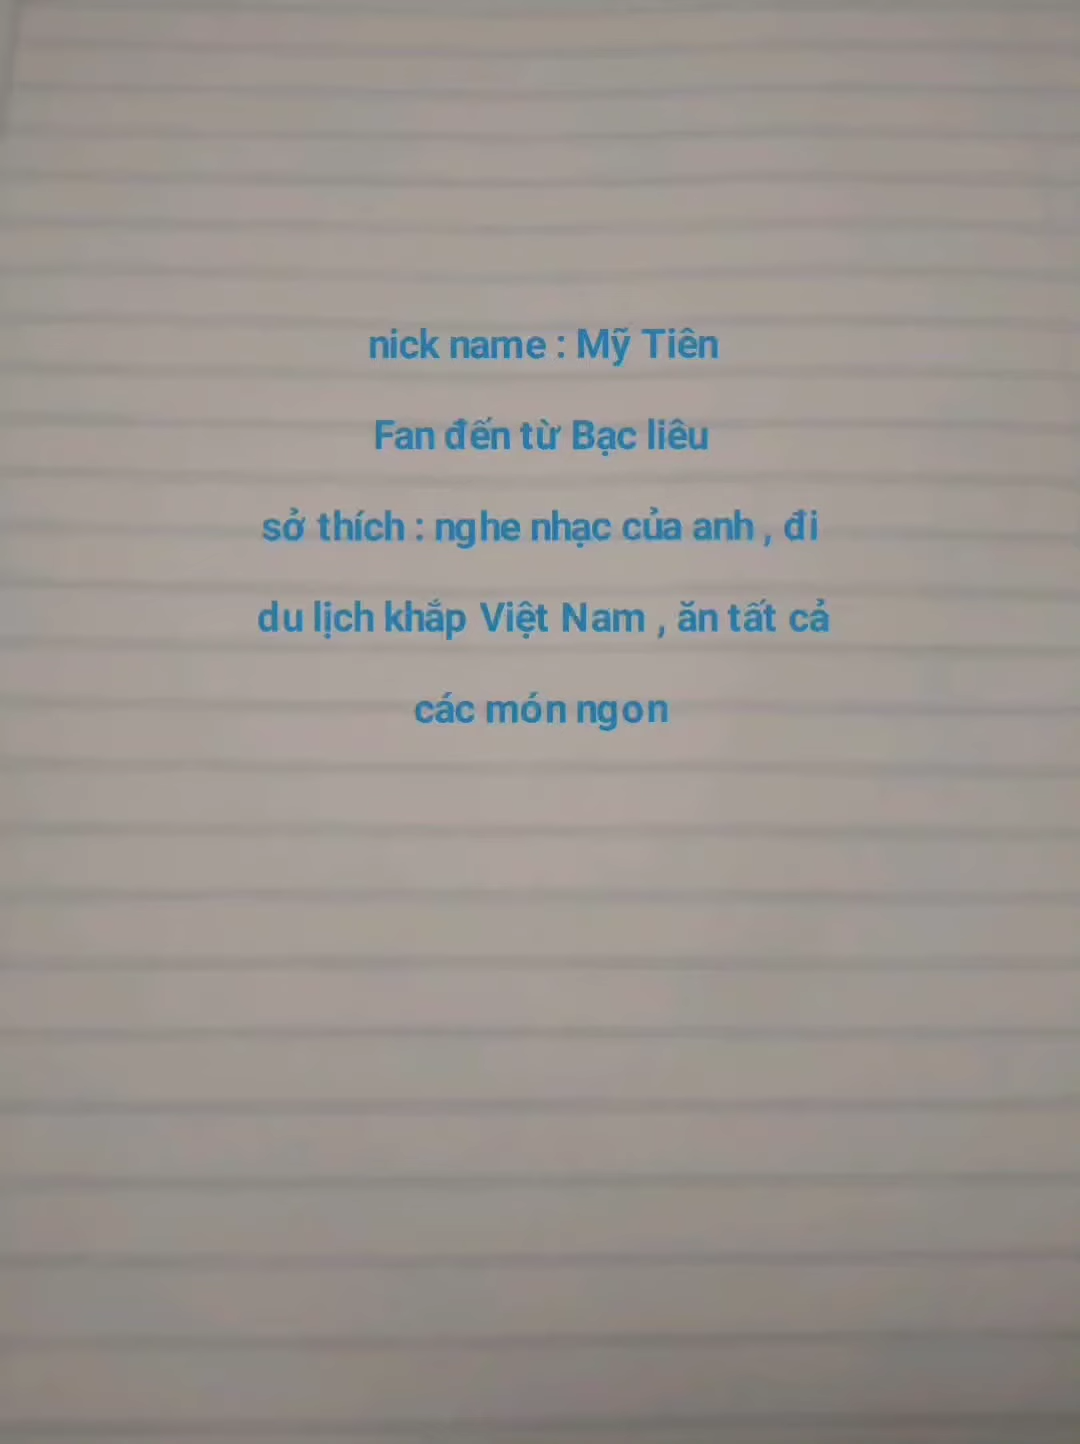 nick name : Mỹ Tiên
Fan đến từ Bạc liêu
sở thích : nghe nhạc của anh , đi
du lịch khắp Việt Nam , ăn tất cả
các món ngon